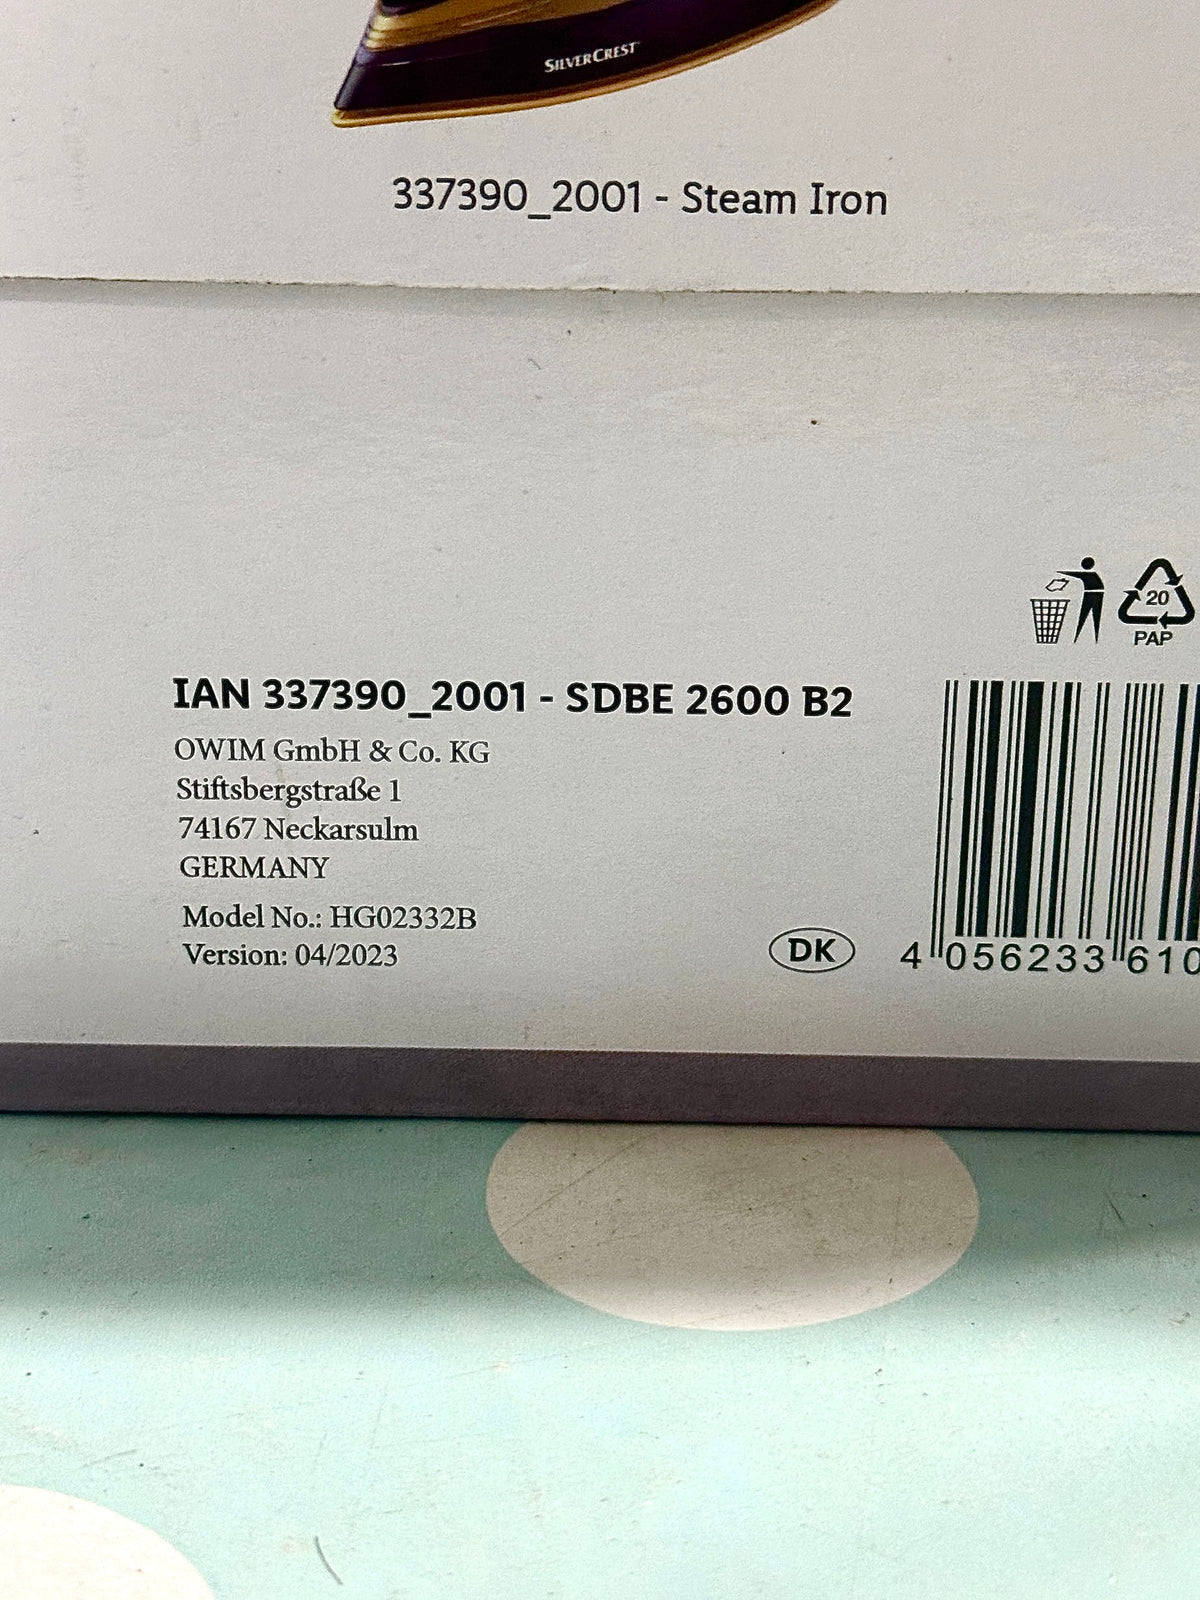 SILVERCREST
337390_2001 - Steam Iron
20
PAP
IAN 337390_2001 - SDBE 2600 B2
OWIM GmbH & Co. KG
Stiftsbergstraße 1
74167 Neckarsulm
GERMANY
Model No.: HG02332B
Version: 04/2023
DK
4 056233 610